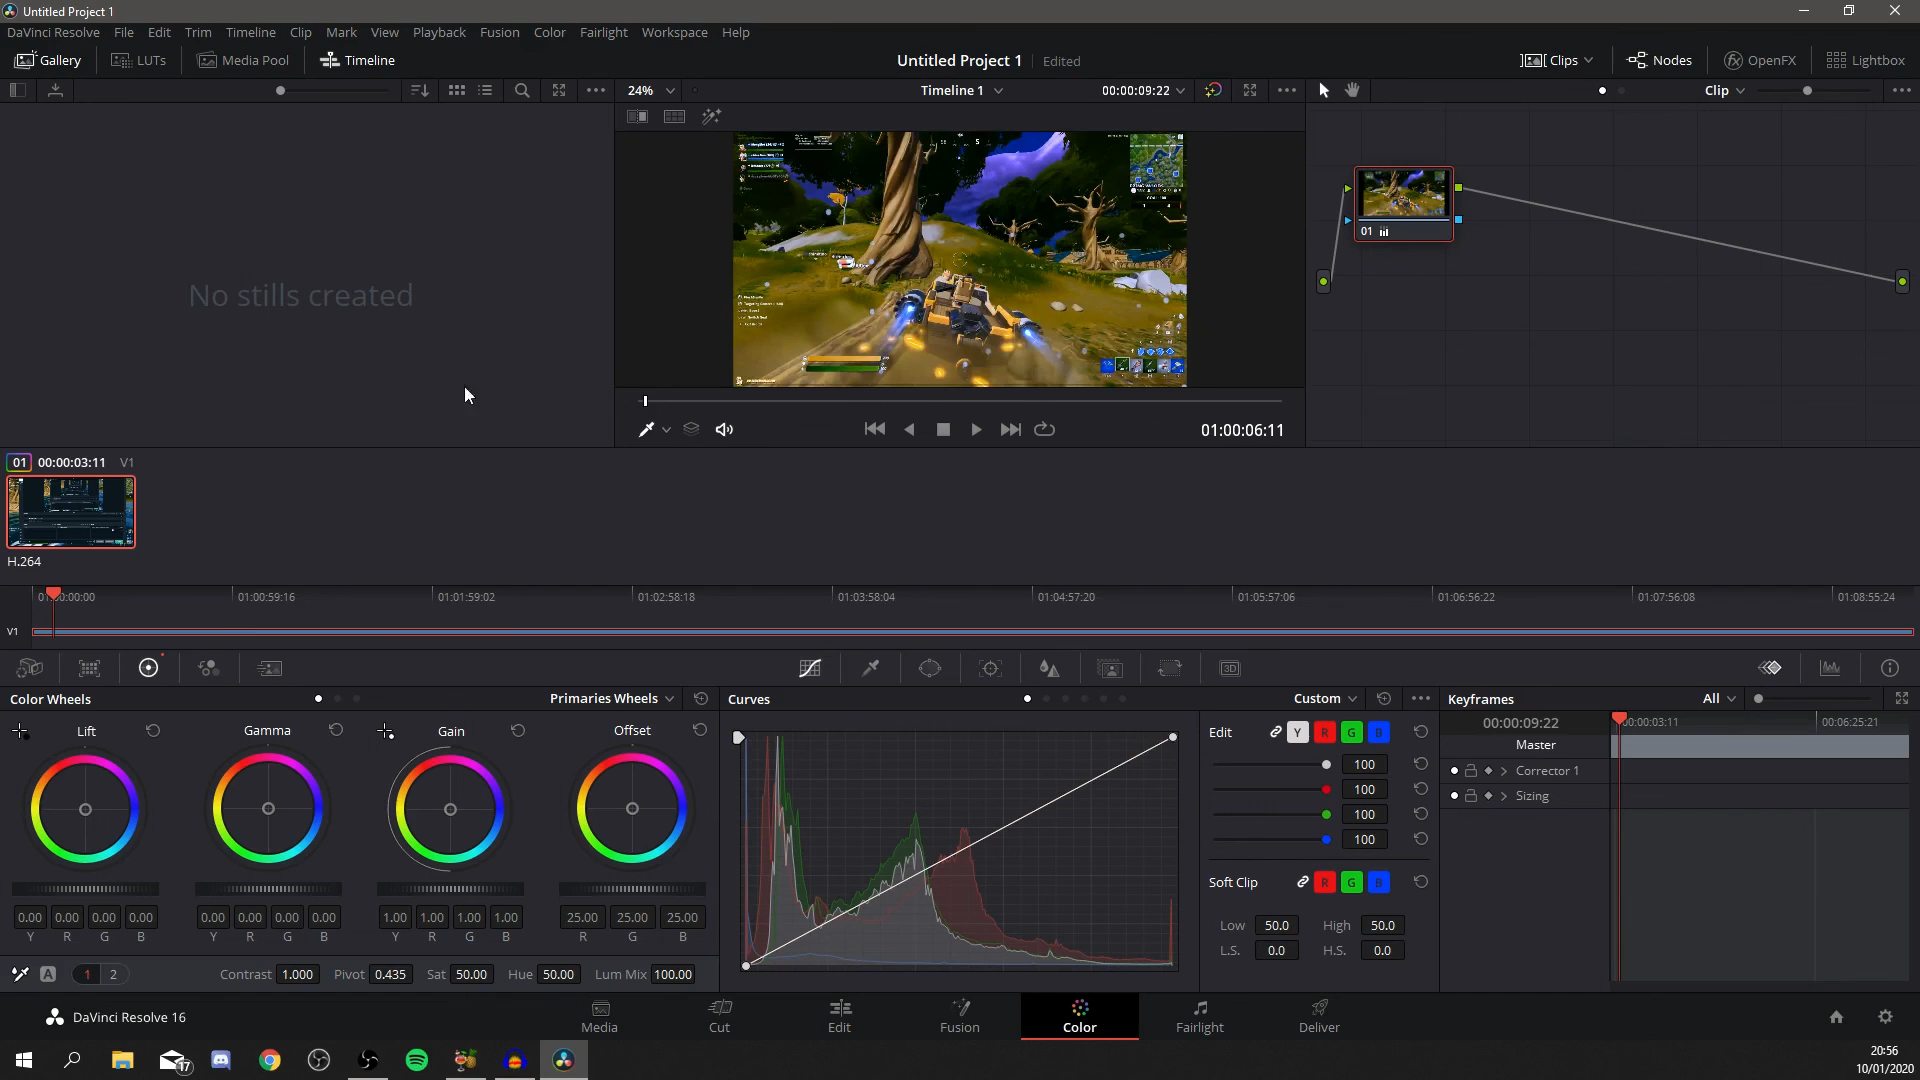 Untitled Project 1
DaVinci Resolve File Edit Trim Timeline Clip Mark View Playback Fusion Color Fairlight Workspace Help
Gallery LUTs Media Pool Timeline Untitled Project 1 Edited Clips Nodes OpenFX Lightbox
24% Timeline 1 00:00:09:22 Clip
No stills created
01
01:00:06:11
01 00:00:03:11 V1
H.264
01:00:00:00 01:00:59:16 01:01:59:02 01:02:58:18 01:03:58:04 01:04:57:20 01:05:57:06 01:06:56:22 01:07:56:08 01:08:55:24
V1
3D
Color Wheels Primaries Wheels Curves Custom Keyframes All
Lift Gamma Gain Offset
Edit Y R G B
00:00:09:22 00:00:03:11 00:06:25:21
Master
100
Corrector 1
100
Sizing
100
100
Soft Clip R G B
0.00 0.00 0.00 0.00 0.00 0.00 0.00 0.00 1.00 1.00 1.00 1.00 25.00 25.00 25.00
Y R G B Y R G B Y R G B R G B
Low 50.0 High 50.0
L.S. 0.0 H.S. 0.0
A 1 2 Contrast 1.000 Pivot 0.435 Sat 50.00 Hue 50.00 Lum Mix 100.00
DaVinci Resolve 16
Media Cut Edit Fusion Color Fairlight Deliver
17
20:56
10/01/2020